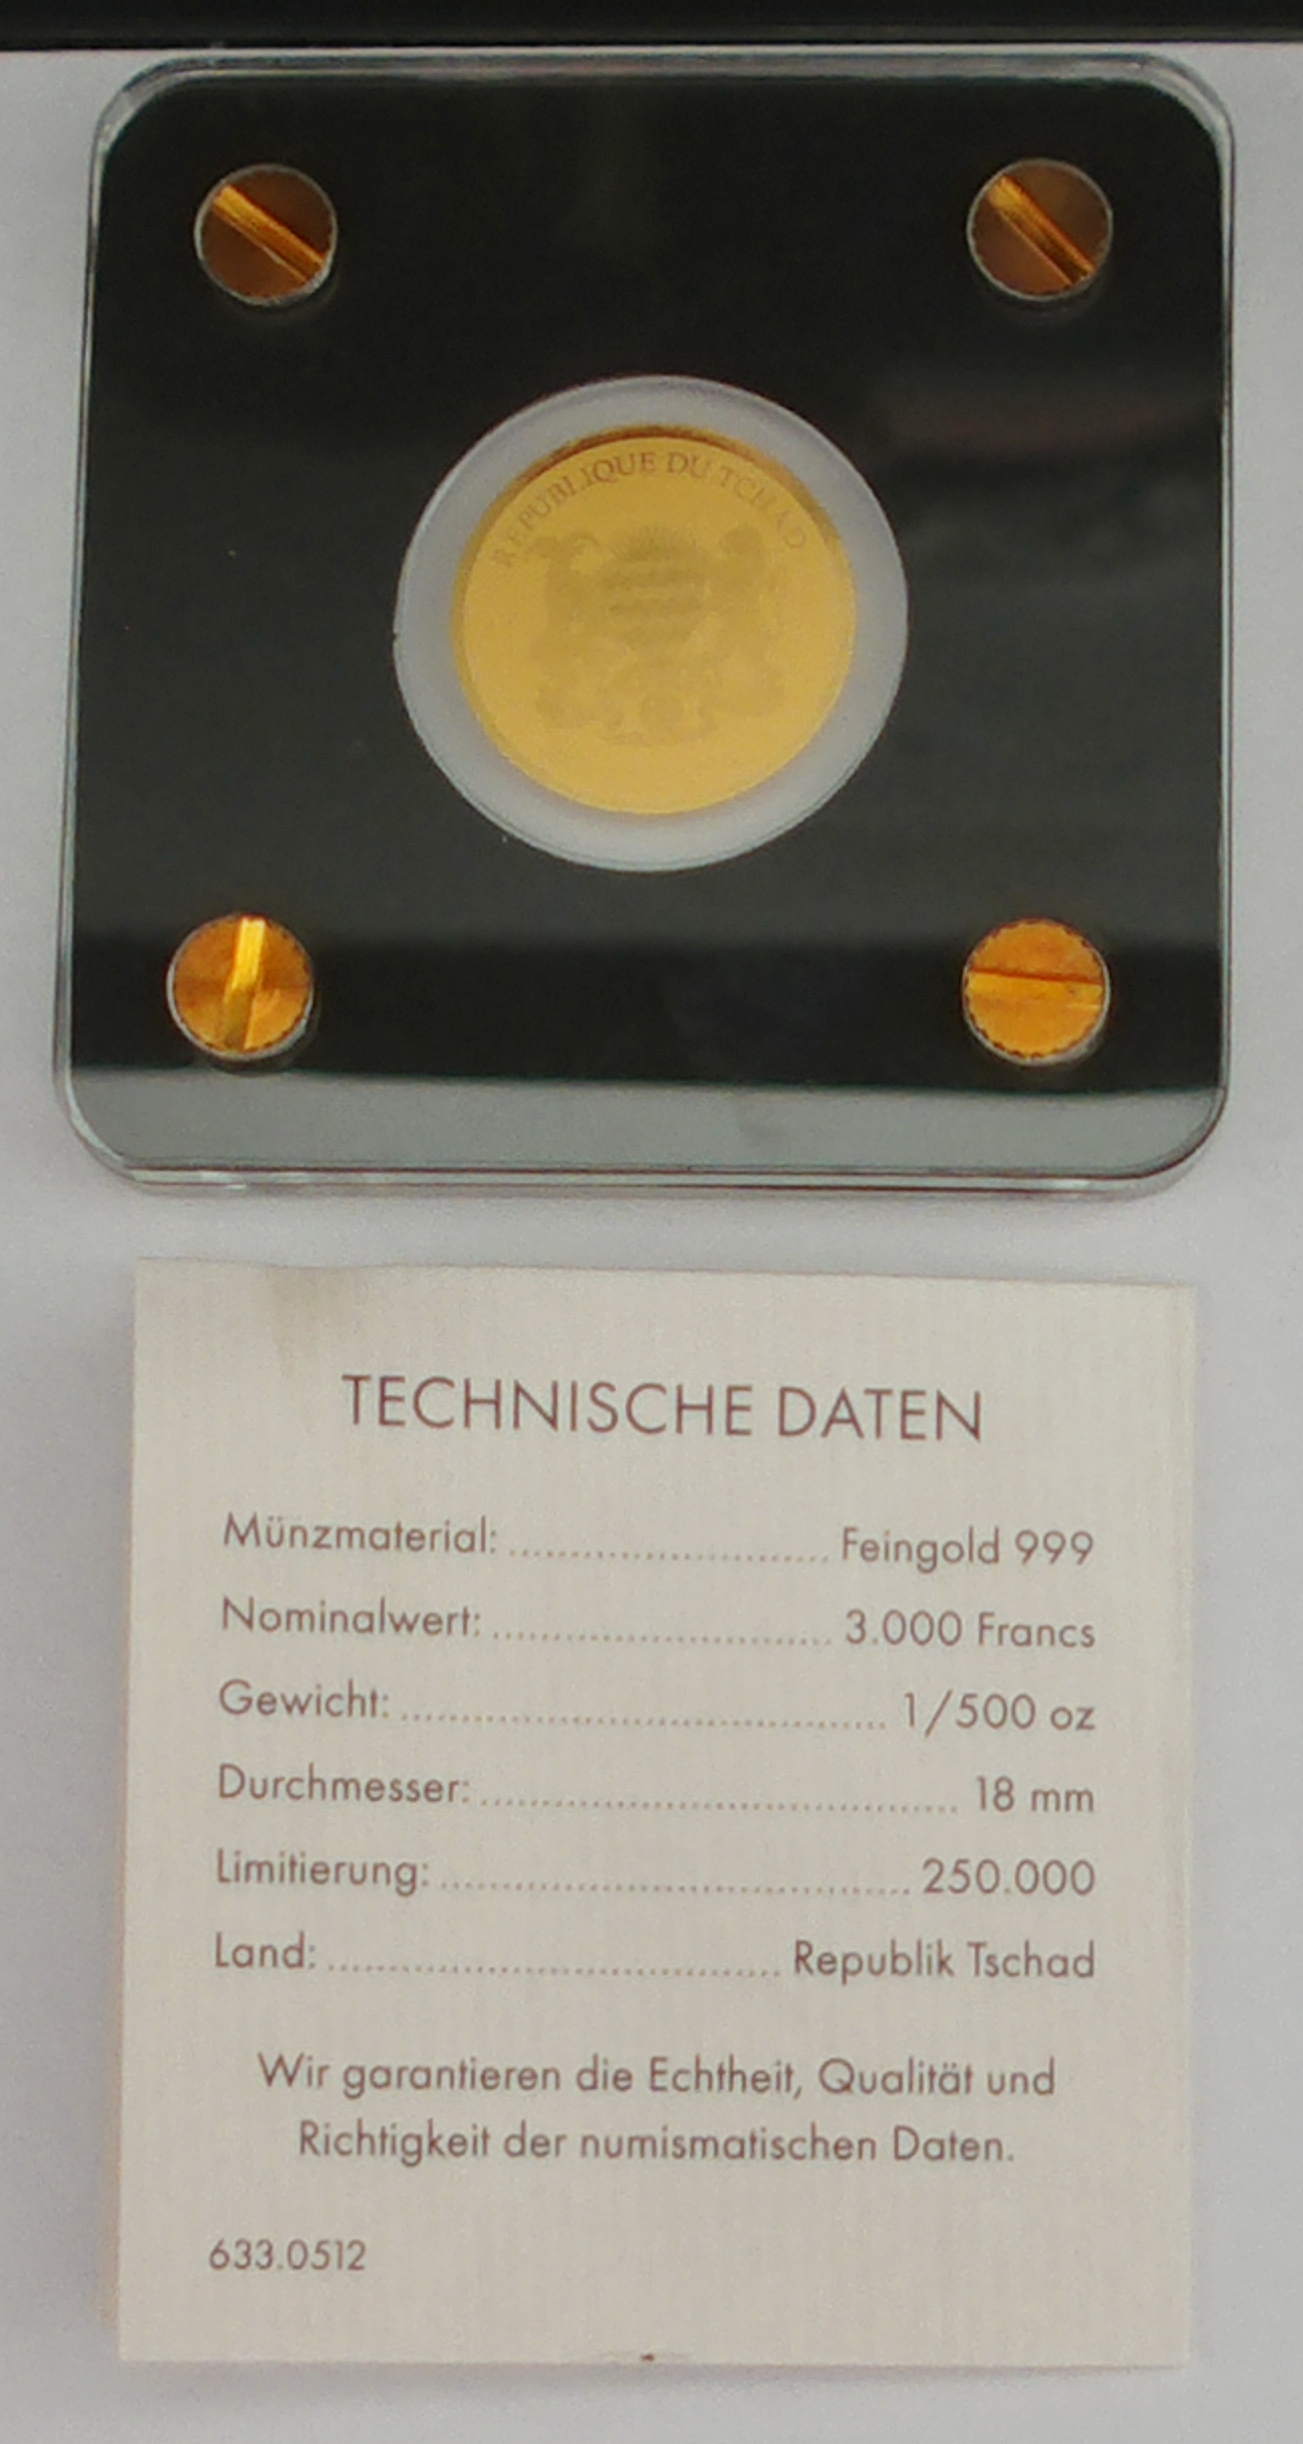 REPUBLIQUE DU TCHAD
TECHNISCHE DATEN
Münzmaterial: ................................ Feingold 999
Nominalwert: .................................. 3.000 Francs
Gewicht: ................................................ 1/500 oz
Durchmesser: ............................................... 18 mm
Limitierung: .............................................. 250.000
Land: ............................................. Republik Tschad
Wir garantieren die Echtheit, Qualität und
Richtigkeit der numismatischen Daten.
633.0512